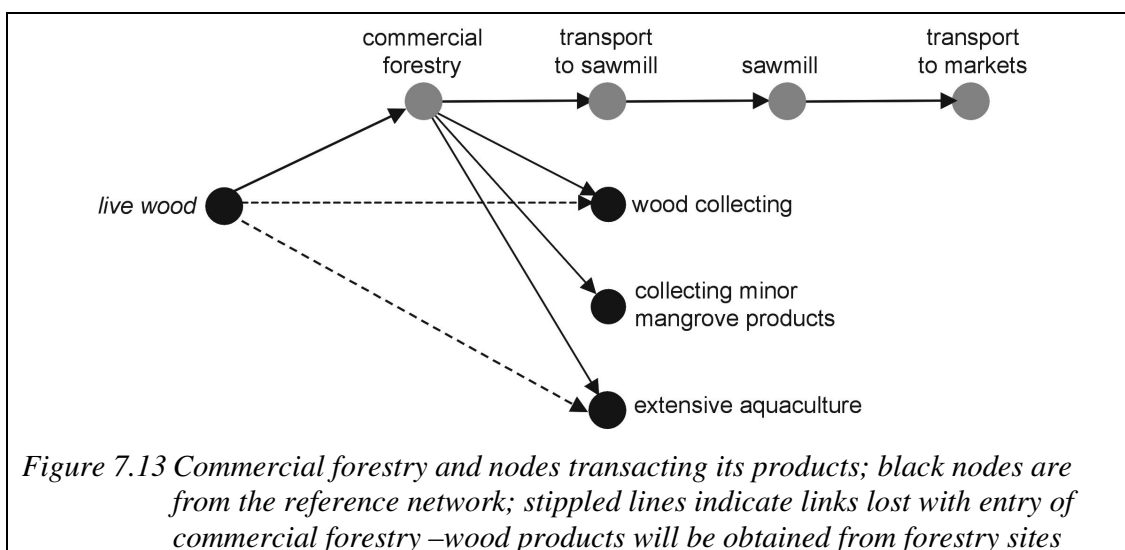 commercial
forestry
transport
to sawmill
sawmill
transport
to markets
live wood
wood collecting
collecting minor
mangrove products
extensive aquaculture
Figure 7.13 Commercial forestry and nodes transacting its products; black nodes are
from the reference network; stippled lines indicate links lost with entry of
commercial forestry –wood products will be obtained from forestry sites